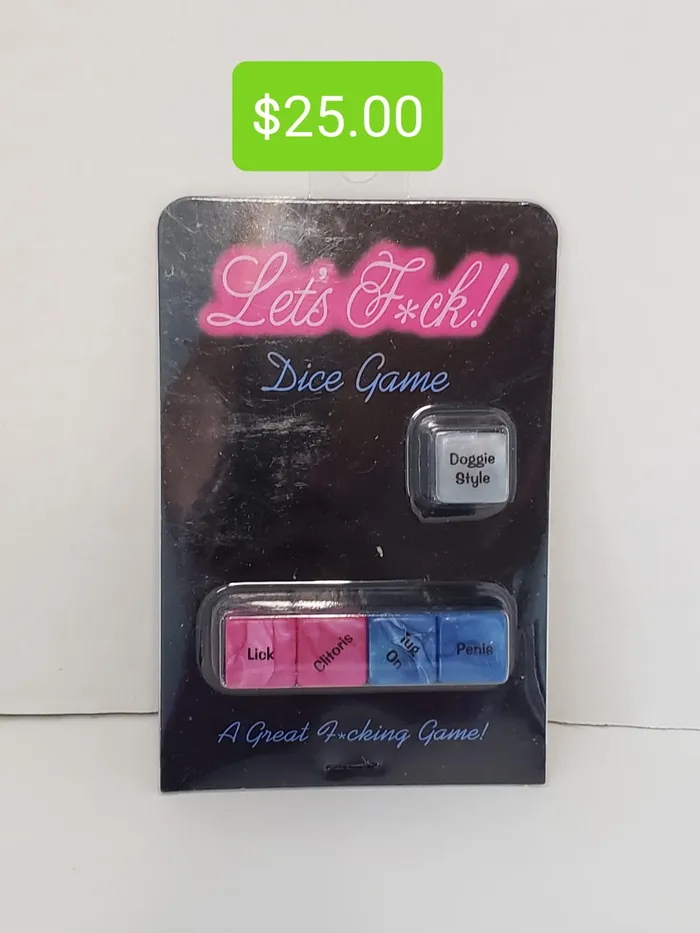 $25.00
Let's F*ck!
Dice Game
Doggie
Style
Lick
Clitoris
Tug
On
Penis
A Great F*cking Game!